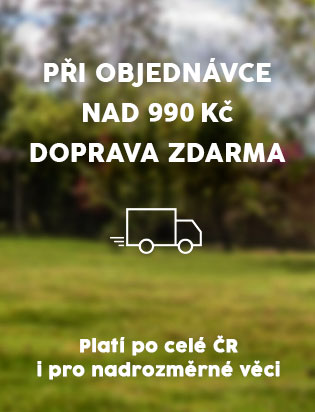 PŘI OBJEDNÁVCE
NAD 990 Kč
DOPRAVA ZDARMA
Platí po celé ČR
i pro nadrozměrné věci